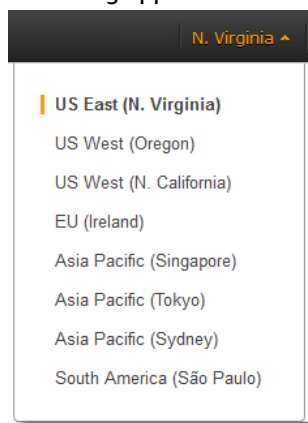 N. Virginia
US East (N. Virginia)
US West (Oregon)
US West (N. California)
EU (Ireland)
Asia Pacific (Singapore)
Asia Pacific (Tokyo)
Asia Pacific (Sydney)
South America (São Paulo)